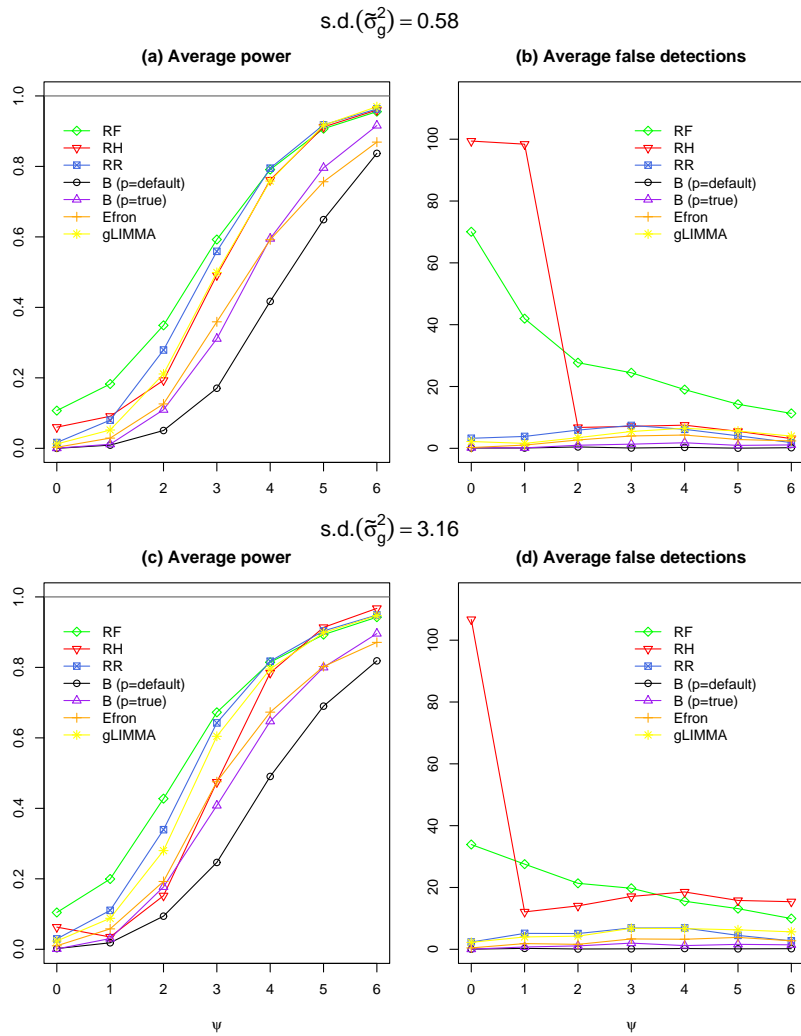 s.d.(σ̃²g) = 0.58
(a) Average power
(b) Average false detections
1.0
0.8
0.6
0.4
0.2
0.0
RF
RH
RR
B (p=default)
B (p=true)
Efron
gLIMMA
0 1 2 3 4 5 6
100
80
60
40
20
0
RF
RH
RR
B (p=default)
B (p=true)
Efron
gLIMMA
0 1 2 3 4 5 6
s.d.(σ̃²g) = 3.16
(c) Average power
(d) Average false detections
1.0
0.8
0.6
0.4
0.2
0.0
RF
RH
RR
B (p=default)
B (p=true)
Efron
gLIMMA
0 1 2 3 4 5 6
ψ
100
80
60
40
20
0
RF
RH
RR
B (p=default)
B (p=true)
Efron
gLIMMA
0 1 2 3 4 5 6
ψ